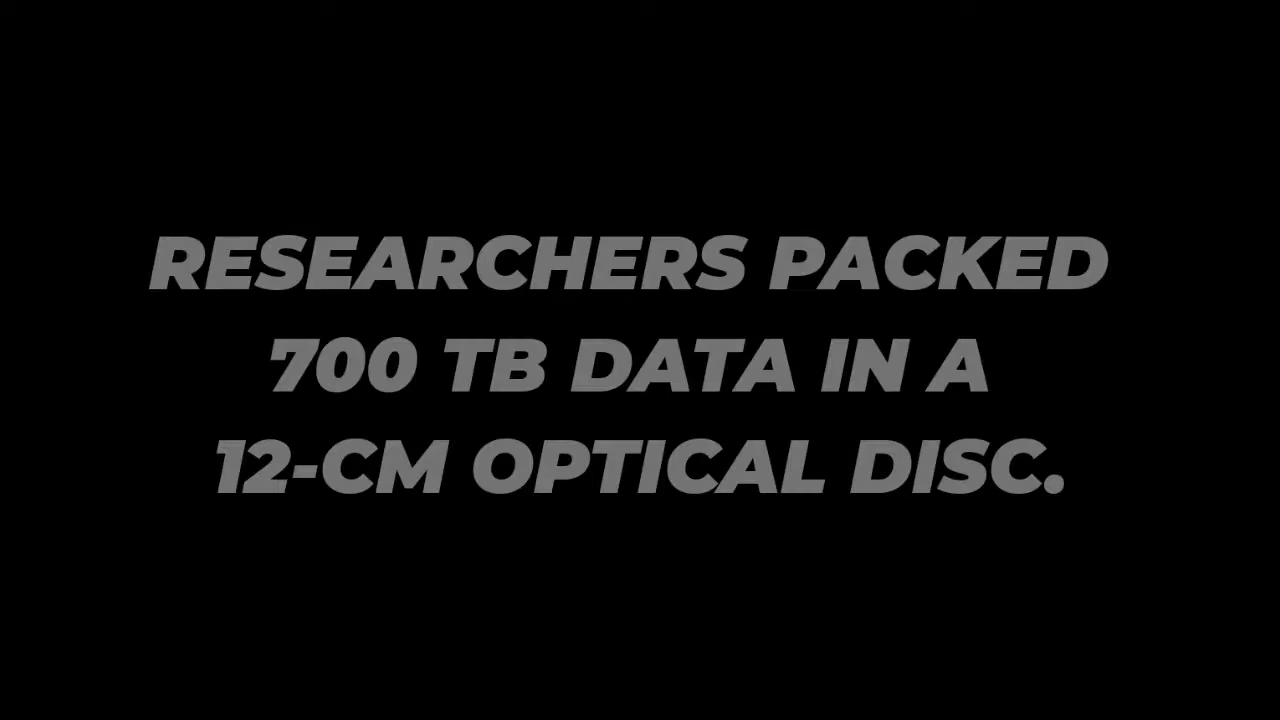 RESEARCHERS PACKED
700 TB DATA IN A
12-CM OPTICAL DISC.